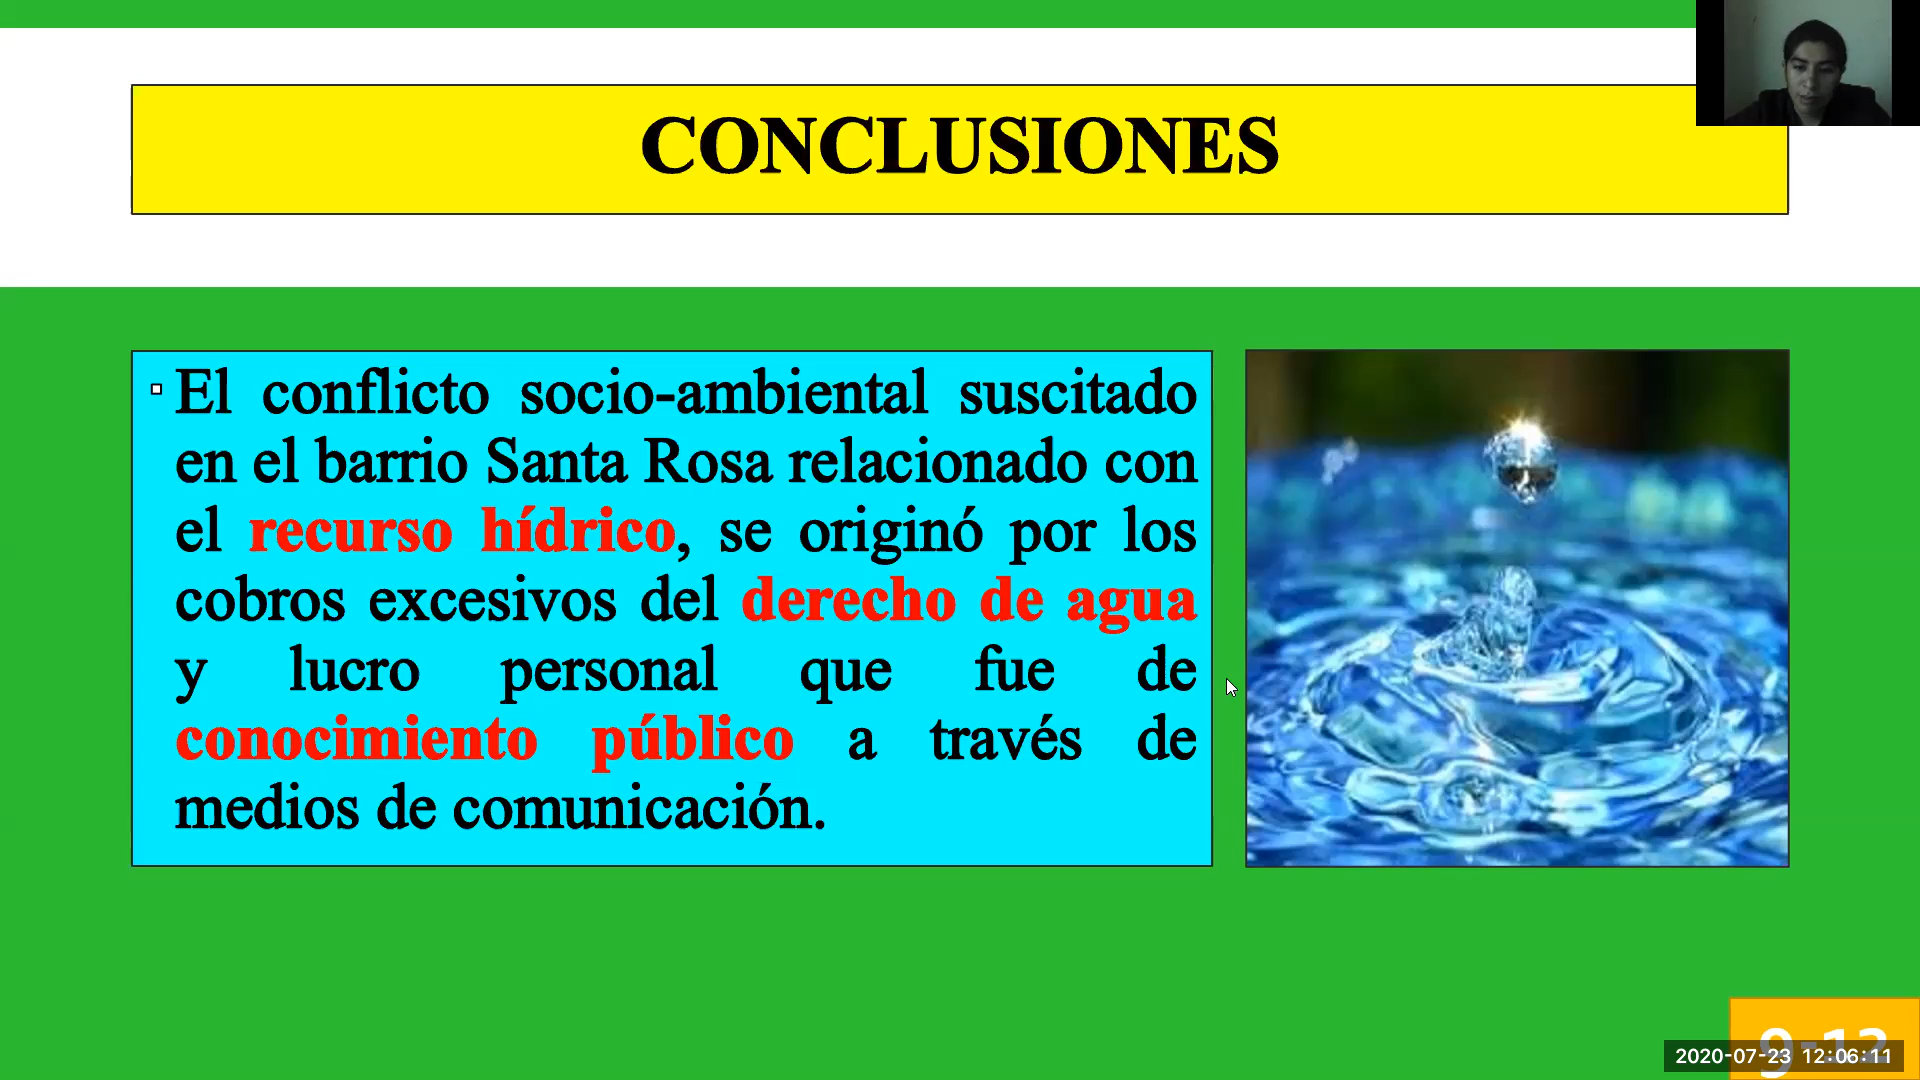 CONCLUSIONES
El conflicto socio-ambiental suscitado
en el barrio Santa Rosa relacionado con
el recurso hídrico, se originó por los
cobros excesivos del derecho de agua
y lucro personal que fue de
conocimiento público a través de
medios de comunicación.
9-12
2020-07-23 12:06:11